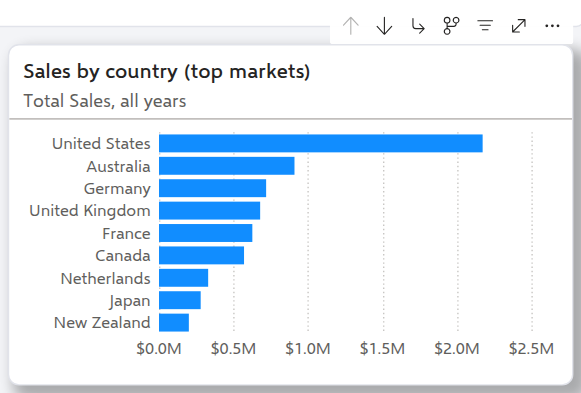 Sales by country (top markets)
Total Sales, all years
United States
Australia
Germany
United Kingdom
France
Canada
Netherlands
Japan
New Zealand
$0.0M $0.5M $1.0M $1.5M $2.0M $2.5M